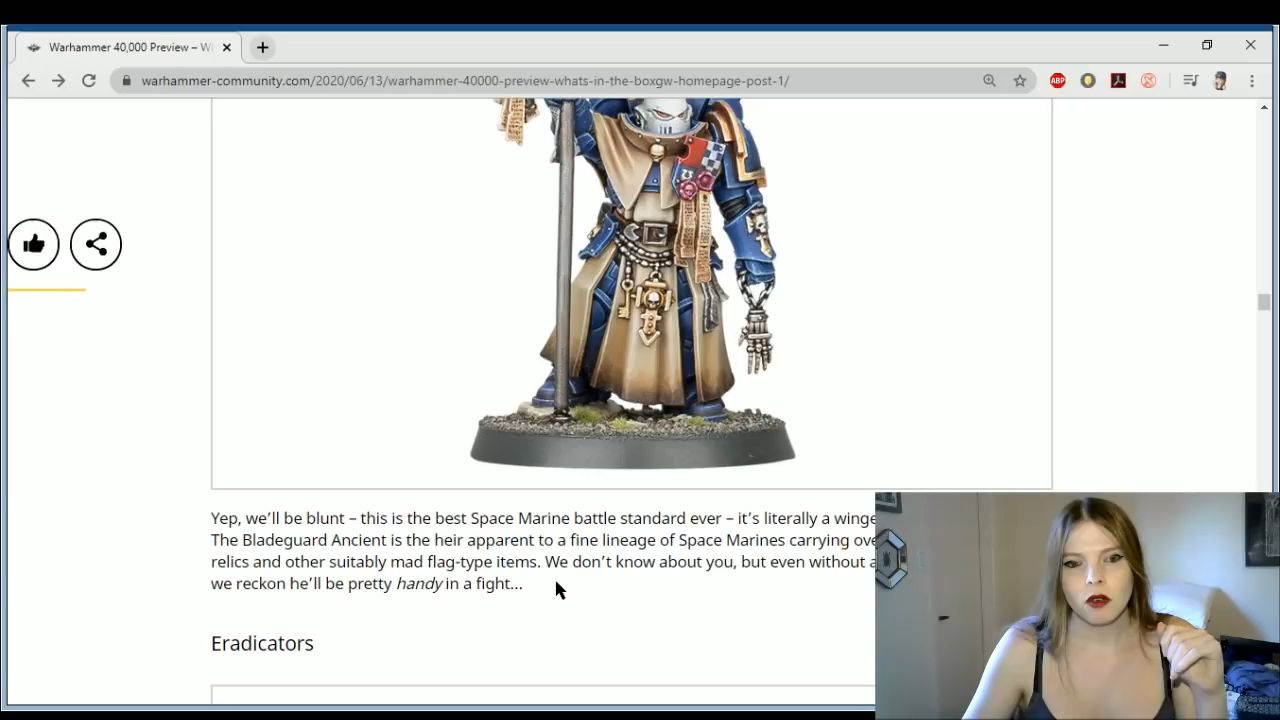 Warhammer 40,000 Preview – W
warhammer-community.com/2020/06/13/warhammer-40000-preview-whats-in-the-boxgw-homepage-post-1/
ABP
Yep, we'll be blunt – this is the best Space Marine battle standard ever – it's literally a winge
The Bladeguard Ancient is the heir apparent to a fine lineage of Space Marines carrying ove
relics and other suitably mad flag-type items. We don't know about you, but even without a
we reckon he'll be pretty handy in a fight...
Eradicators